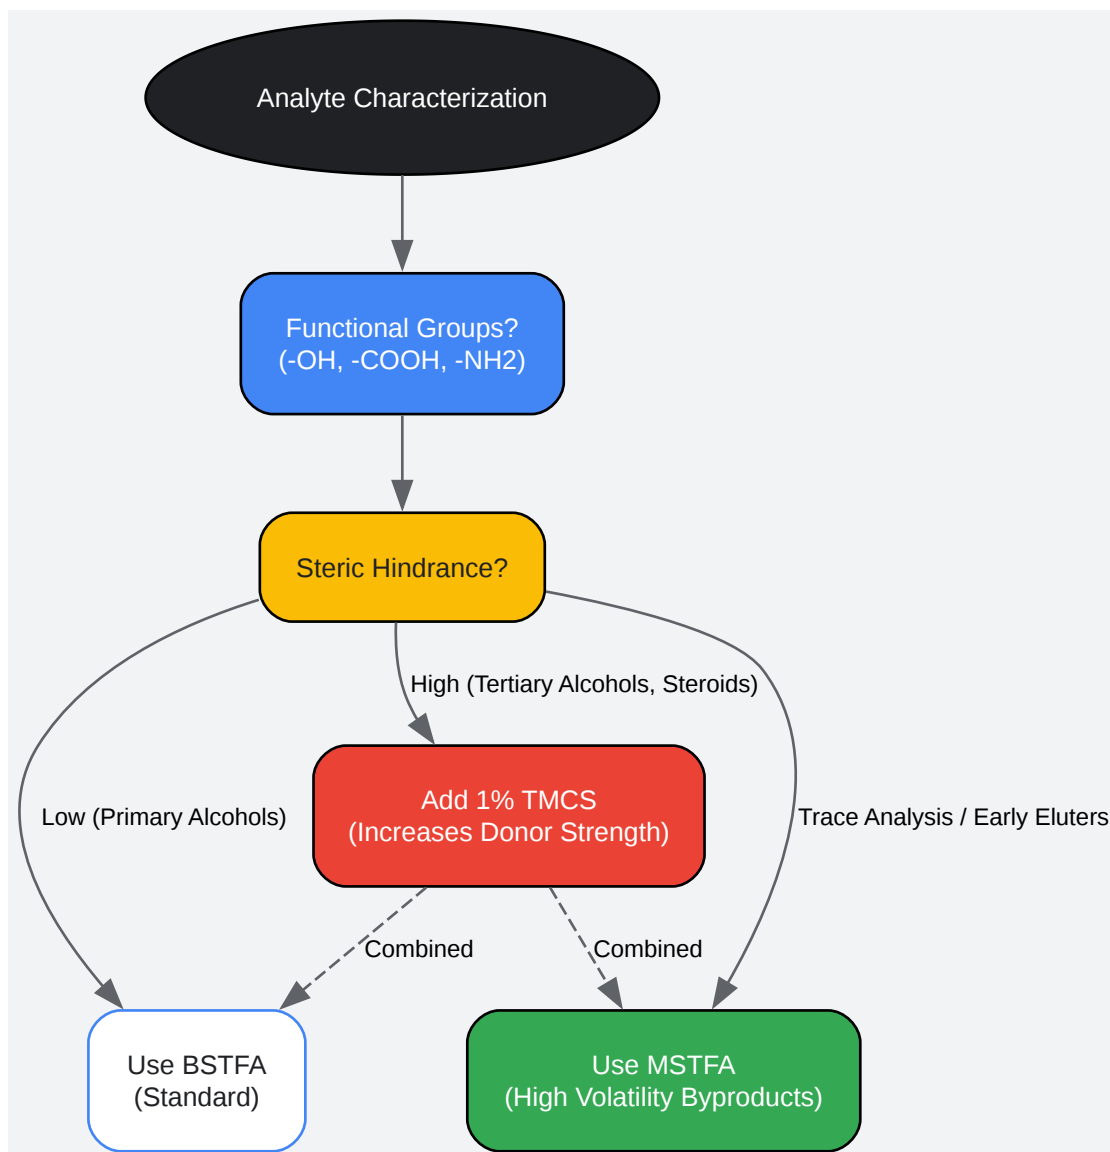 Analyte Characterization
Functional Groups?
(-OH, -COOH, -NH2)
Steric Hindrance?
High (Tertiary Alcohols, Steroids)
Add 1% TMCS
(Increases Donor Strength)
Low (Primary Alcohols)
Trace Analysis / Early Eluters
Combined
Combined
Use BSTFA
(Standard)
Use MSTFA
(High Volatility Byproducts)